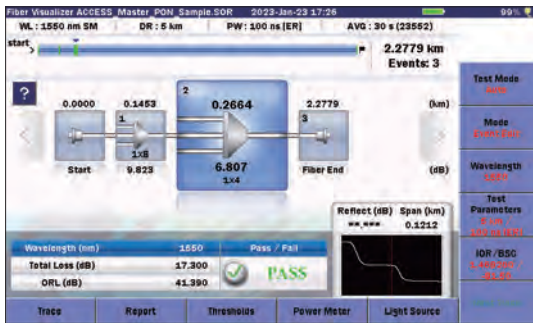 Fiber Visualizer ACCESS_Master_PON_Sample.SOR 2023-Jan-23 17:26 99%
WL: 1550 nm SM DR: 5 km PW: 100 ns [ER] AVG: 30 s (23552)
start
2.2779 km
Events: 3
?
0.0000 0.1453 2 0.2664 2.2779 (km)
1 3
1x8
Start 9.823 6.807 Fiber End (dB)
1x4
Reflect (dB) Span (km)
**.*** 0.1212
Wavelength (nm) 1550 Pass / Fail
Total Loss (dB) 17.300 PASS
ORL (dB) 41.390
Test Mode
Mode
Wavelength
Test
Parameters
IOR/BSC
Trace Report Thresholds Power Meter Light Source